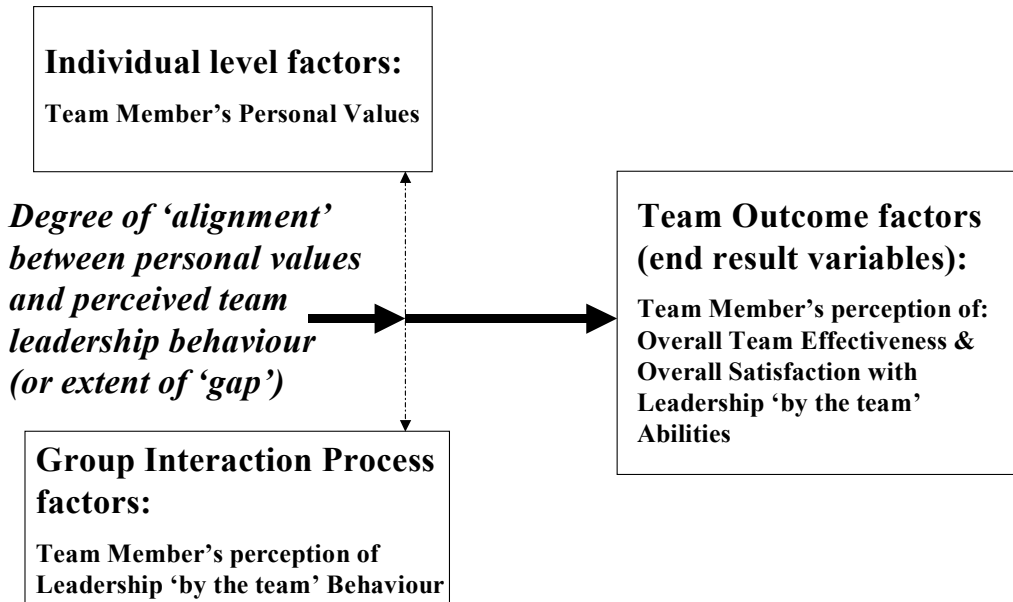 Individual level factors:
Team Member’s Personal Values
Degree of ‘alignment’
between personal values
and perceived team
leadership behaviour
(or extent of ‘gap’)
Group Interaction Process
factors:
Team Member’s perception of
Leadership ‘by the team’ Behaviour
Team Outcome factors
(end result variables):
Team Member’s perception of:
Overall Team Effectiveness &
Overall Satisfaction with
Leadership ‘by the team’
Abilities